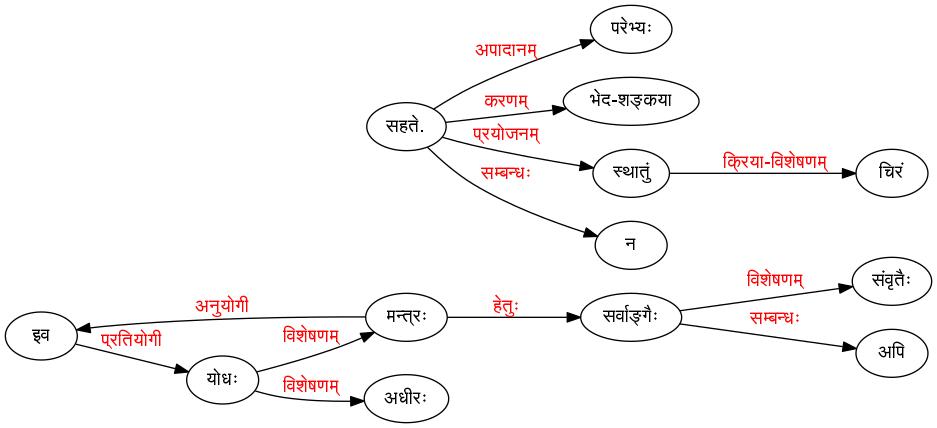 परेभ्यः
अपादानम्
करणम्
भेद-शङ्कया
सहते.
प्रयोजनम्
क्रिया-विशेषणम्
स्थातुं
चिरं
सम्बन्धः
न
विशेषणम्
संवृतैः
अनुयोगी
हेतुः
मन्त्रः
सर्वाङ्गैः
सम्बन्धः
इव
प्रतियोगी
विशेषणम्
अपि
योधः
विशेषणम्
अधीरः